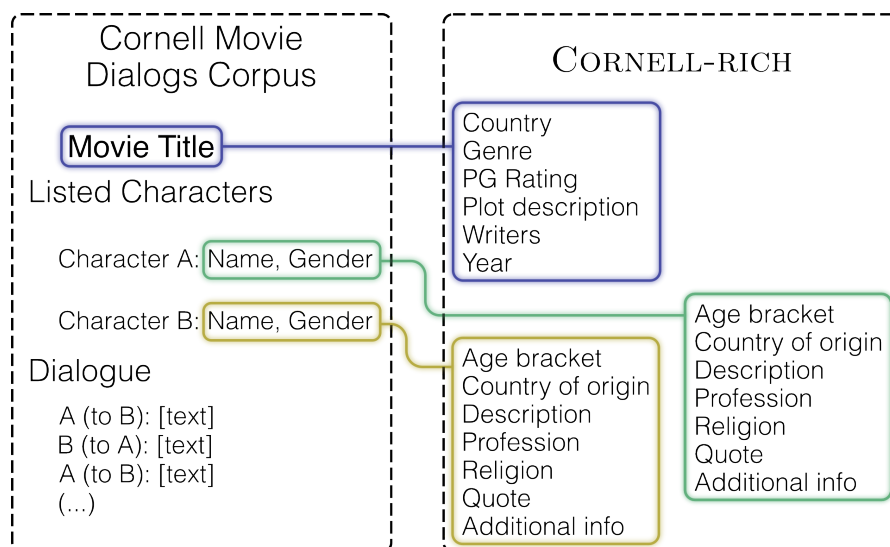 Cornell Movie
Dialogs Corpus
Movie Title
Listed Characters
Character A: Name, Gender
Character B: Name, Gender
Dialogue
A (to B): [text]
B (to A): [text]
A (to B): [text]
(...)
CORNELL-RICH
Country
Genre
PG Rating
Plot description
Writers
Year
Age bracket
Country of origin
Description
Profession
Religion
Quote
Additional info
Age bracket
Country of origin
Description
Profession
Religion
Quote
Additional info